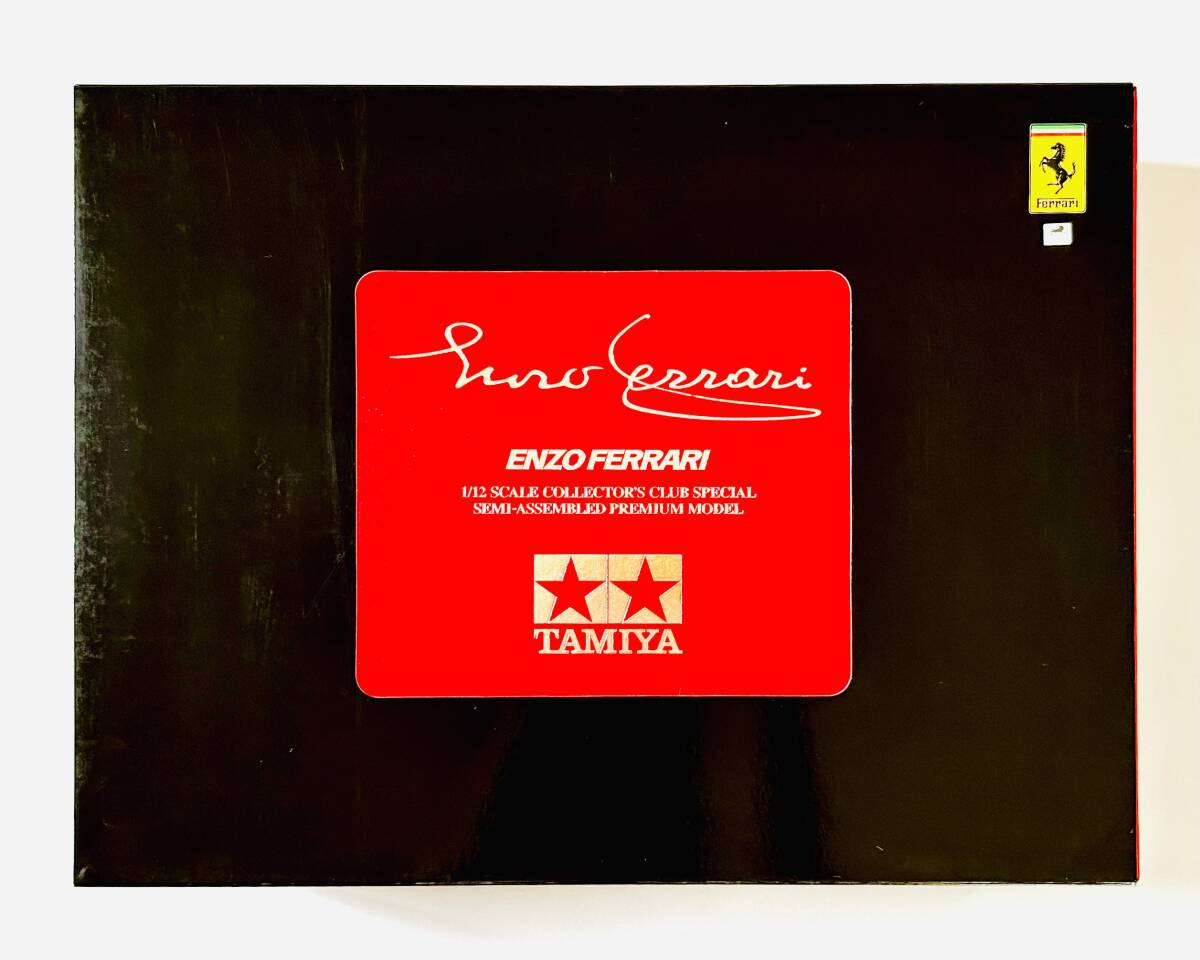 Ferrari
Enzo Ferrari
ENZO FERRARI
1/12 SCALE COLLECTOR'S CLUB SPECIAL
SEMI-ASSEMBLED PREMIUM MODEL
TAMIYA